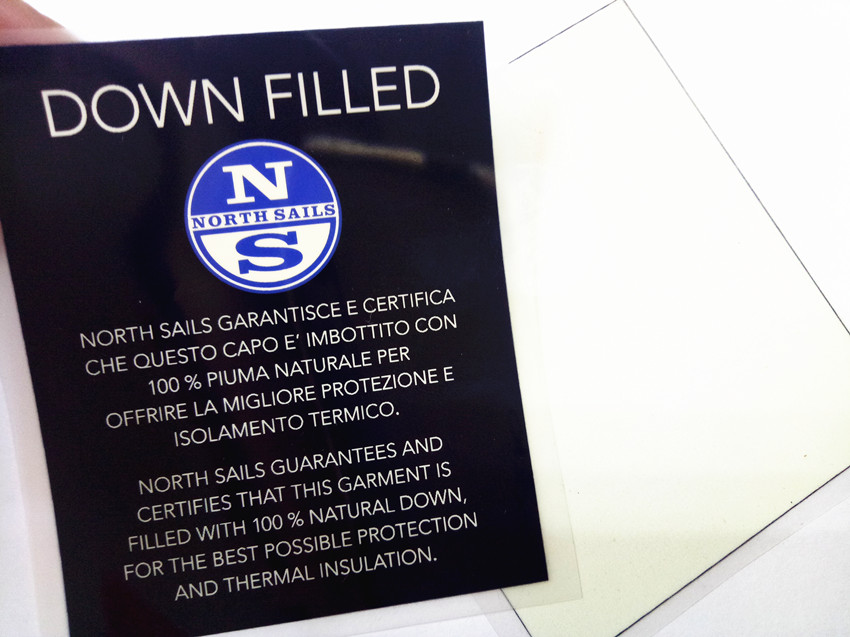 DOWN FILLED
N
NORTH SAILS
S
NORTH SAILS GARANTISCE E CERTIFICA
CHE QUESTO CAPO E' IMBOTTITO CON
100 % PIUMA NATURALE PER
OFFRIRE LA MIGLIORE PROTEZIONE E
ISOLAMENTO TERMICO.
NORTH SAILS GUARANTEES AND
CERTIFIES THAT THIS GARMENT IS
FILLED WITH 100 % NATURAL DOWN,
FOR THE BEST POSSIBLE PROTECTION
AND THERMAL INSULATION.